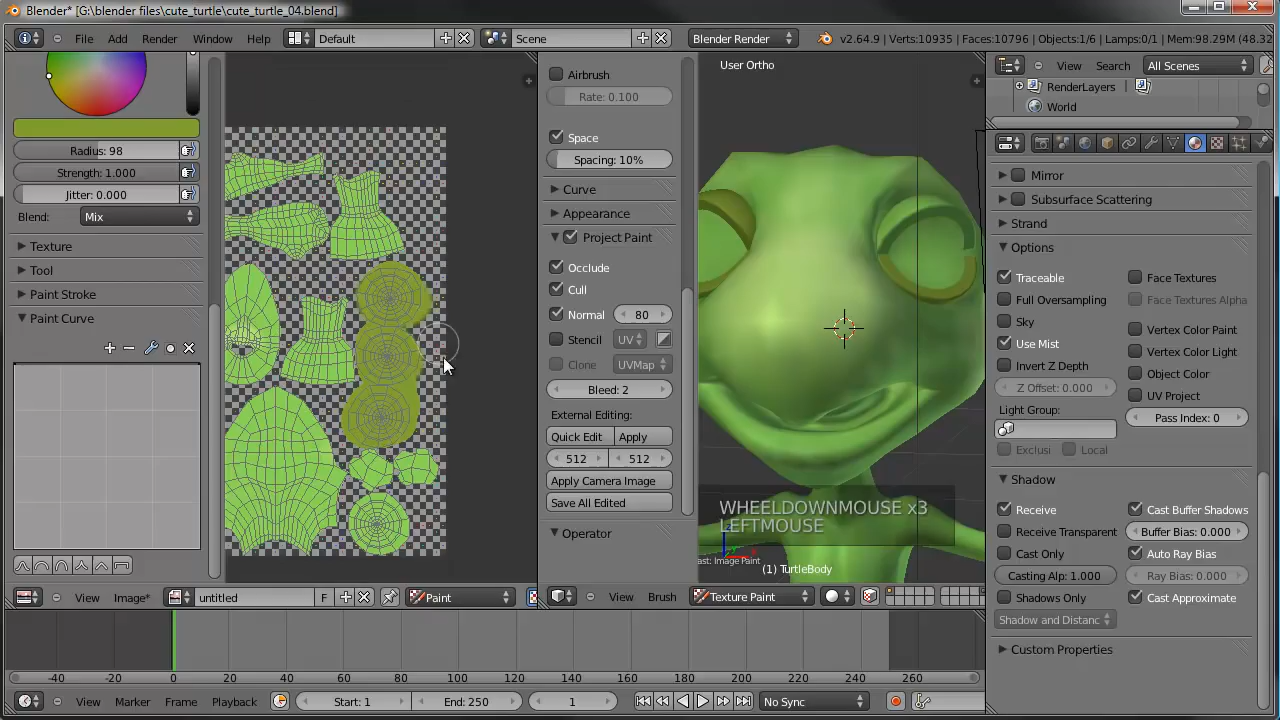 Blender* [G:\blender files\cute_turtle\cute_turtle_04.blend]
File Add Render Window Help Default Scene Blender Render v2.64.9 | Verts:10935 | Faces:10796 | Objects:1/6 | Lamps:0/1 | Mem:98.29M (48.32
Radius: 98
Strength: 1.000
Jitter: 0.000
Blend: Mix
Texture
Tool
Paint Stroke
Paint Curve
View Image* untitled F Paint
Airbrush
Rate: 0.100
Space
Spacing: 10%
Curve
Appearance
Project Paint
Occlude
Cull
Normal 80
Stencil UV
Clone UVMap
Bleed: 2
External Editing:
Quick Edit Apply
512 512
Apply Camera Image
Save All Edited
Operator
User Ortho
WHEELDOWNMOUSE x3
LEFTMOUSE
ast: Image Paint
(1) TurtleBody
View Brush Texture Paint
View Search All Scenes
RenderLayers
World
Mirror
Subsurface Scattering
Strand
Options
Traceable Face Textures
Full Oversampling Face Textures Alpha
Sky Vertex Color Paint
Use Mist Vertex Color Light
Invert Z Depth Object Color
Z Offset: 0.000 UV Project
Light Group: Pass Index: 0
Exclusi Local
Shadow
Receive Cast Buffer Shadows
Receive Transparent Buffer Bias: 0.000
Cast Only Auto Ray Bias
Casting Alp: 1.000 Ray Bias: 0.000
Shadows Only Cast Approximate
Shadow and Distanc
Custom Properties
-40 -20 0 20 40 60 80 100 120 140 160 180 200 220 240 260
View Marker Frame Playback Start: 1 End: 250 1 No Sync